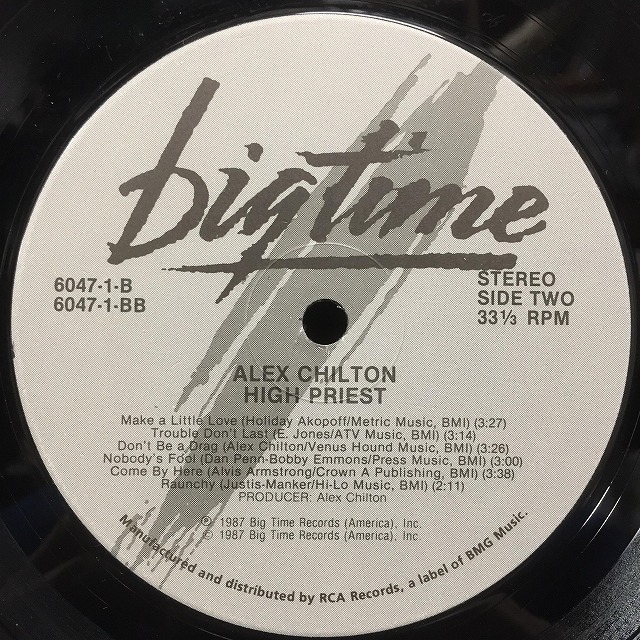 bigtime
6047-1-B
6047-1-BB
STEREO
SIDE TWO
33⅓ RPM
ALEX CHILTON
HIGH PRIEST
Make a Little Love (Holiday Akopoff/Metric Music, BMI) (3:27)
Trouble Don't Last (E. Jones/ATV Music, BMI) (3:14)
Don't Be a Drag (Alex Chilton/Venus Hound Music, BMI) (3:26)
Nobody's Fool (Dan Penn-Bobby Emmons/Press Music, BMI) (3:00)
Come By Here (Alvis Armstrong/Crown A Publishing, BMI) (3:38)
Raunchy (Justis-Manker/Hi-Lo Music, BMI) (2:11)
PRODUCER: Alex Chilton
℗ 1987 Big Time Records (America), Inc.
© 1987 Big Time Records (America), Inc.
Manufactured and distributed by RCA Records, a label of BMG Music.